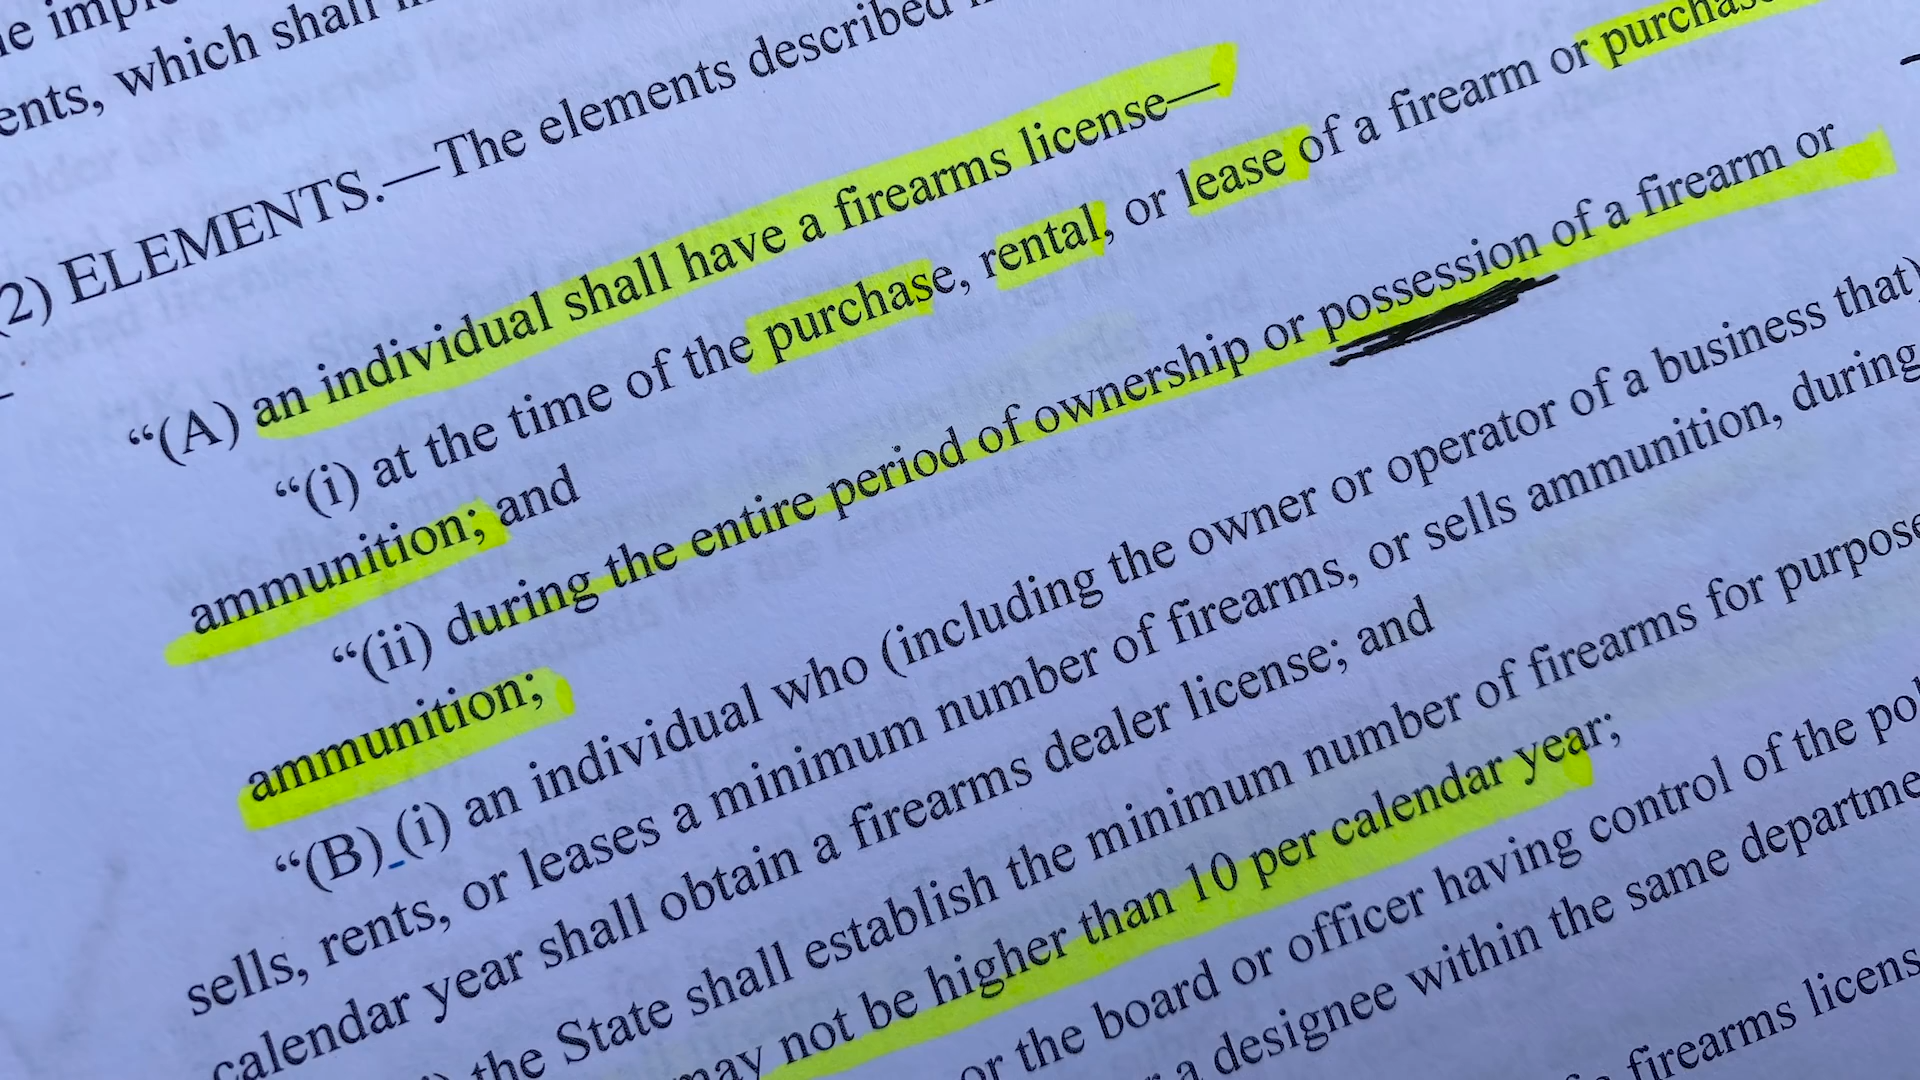 ents, which shall
(2) ELEMENTS.—The elements described
“(A) an individual shall have a firearms license—
“(i) at the time of the purchase, rental, or lease of a firearm or purchase
ammunition; and
“(ii) during the entire period of ownership or possession of a firearm or
ammunition;
“(B) (i) an individual who (including the owner or operator of a business that)
sells, rents, or leases a minimum number of firearms, or sells ammunition, during
calendar year shall obtain a firearms dealer license; and
the State shall establish the minimum number of firearms for purpose
may not be higher than 10 per calendar year;
or the board or officer having control of the pol
a designee within the same departme
firearms licens